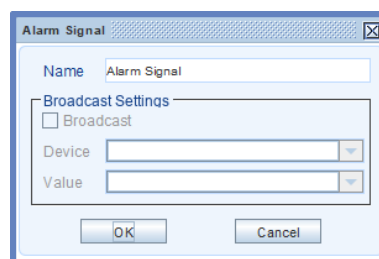 Alarm Signal
Name Alarm Signal
Broadcast Settings
Broadcast
Device
Value
OK Cancel